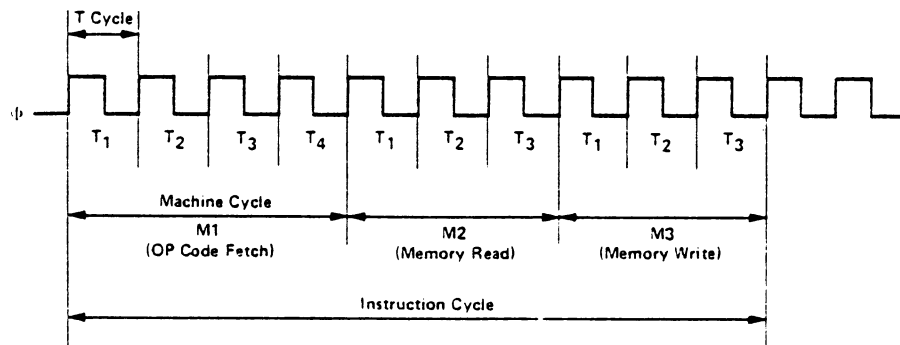 T Cycle
Φ
T₁ T₂ T₃ T₄ T₁ T₂ T₃ T₁ T₂ T₃
Machine Cycle
M1 M2 M3
(OP Code Fetch) (Memory Read) (Memory Write)
Instruction Cycle